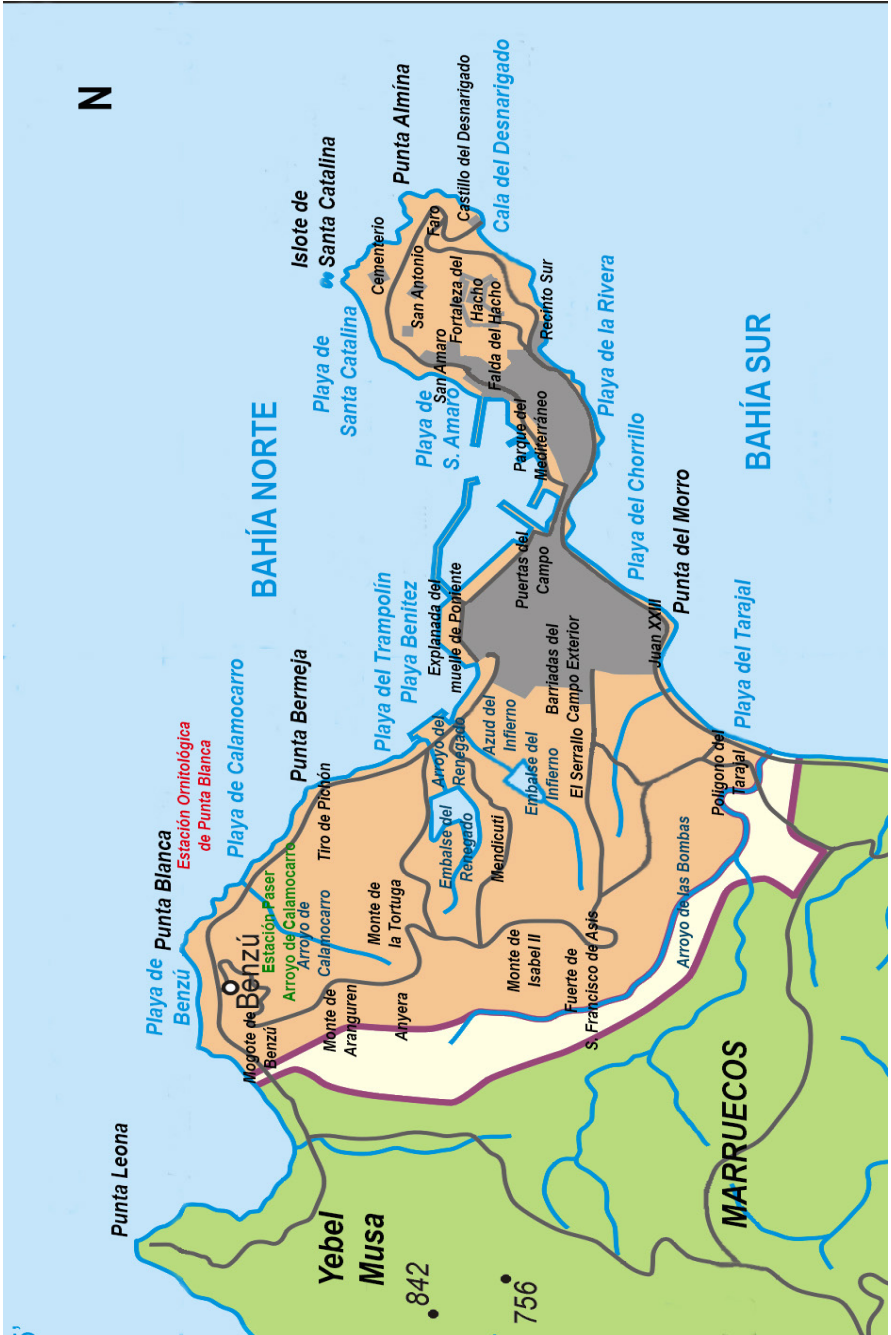 N
Islote de
Santa Catalina
Punta Almina
Castillo del Desnarigado
Cala del Desnarigado
Cementerio
Faro
San Antonio
Fortaleza del
Hacho
Playa de
Santa Catalina
San Amaro
Falda del Hacho
Recinto Sur
Playa de
S. Amaro
Parque del
Mediterráneo
Playa de la Rivera
BAHÍA NORTE
BAHÍA SUR
Puertas del
Campo
Playa del Chorrillo
Playa del Trampolín
Playa Benitez
Explanada del
muelle de Poniente
Barriadas del
Campo Exterior
Juan XXIII
Punta del Morro
Playa del Tarajal
Punta Bermeja
Playa de Calamocarro
Estación Ornitológica
de Punta Blanca
Punta Blanca
Playa de
Benzú
Tiro de Pichón
Arroyo del
Renegado
Azud del
Infierno
Embalse del
Infierno
El Serrallo
Polígono del
Tarajal
Embalse del
Renegado
Mendicuti
Estación Paser
Arroyo de Calamocarro
Arroyo de
Calamocarro
Monte de
la Tortuga
Benzú
Mogote de
Benzú
Monte de
Aranguren
Anyera
Monte de
Isabel II
Fuerte de
S. Francisco de Asis
Arroyo de las Bombas
Punta Leona
Yebel
Musa
842
756
MARRUECOS